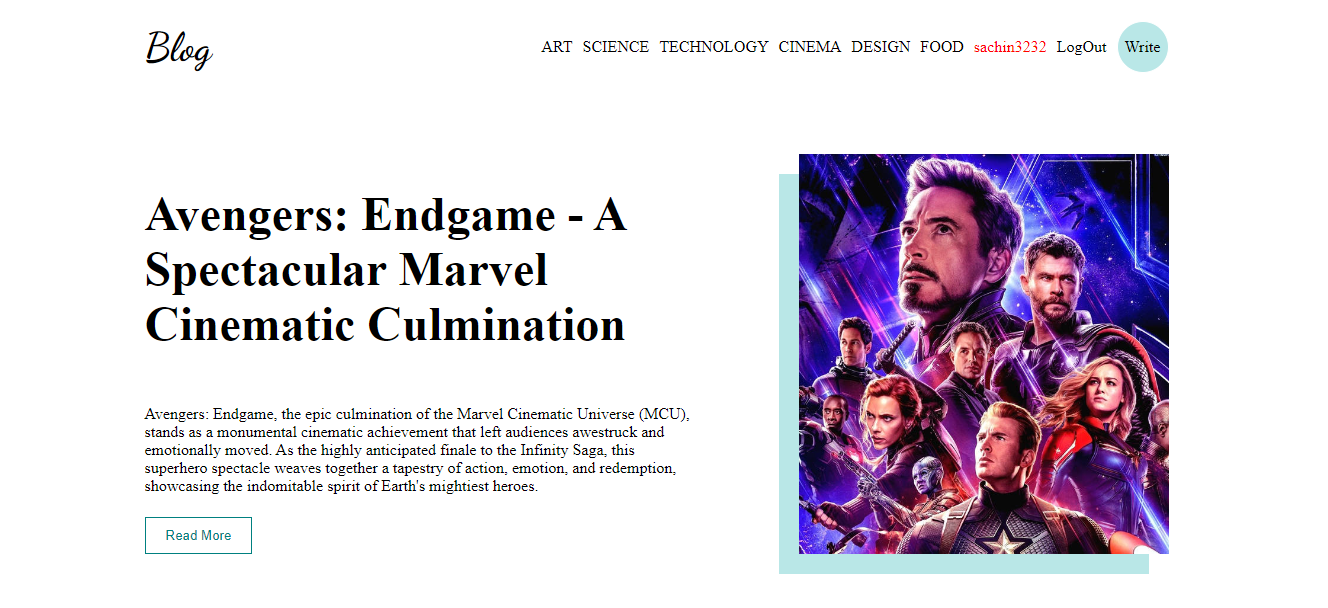 Blog
ART SCIENCE TECHNOLOGY CINEMA DESIGN FOOD sachin3232 LogOut Write
Avengers: Endgame - A
Spectacular Marvel
Cinematic Culmination
Avengers: Endgame, the epic culmination of the Marvel Cinematic Universe (MCU),
stands as a monumental cinematic achievement that left audiences awestruck and
emotionally moved. As the highly anticipated finale to the Infinity Saga, this
superhero spectacle weaves together a tapestry of action, emotion, and redemption,
showcasing the indomitable spirit of Earth's mightiest heroes.
Read More